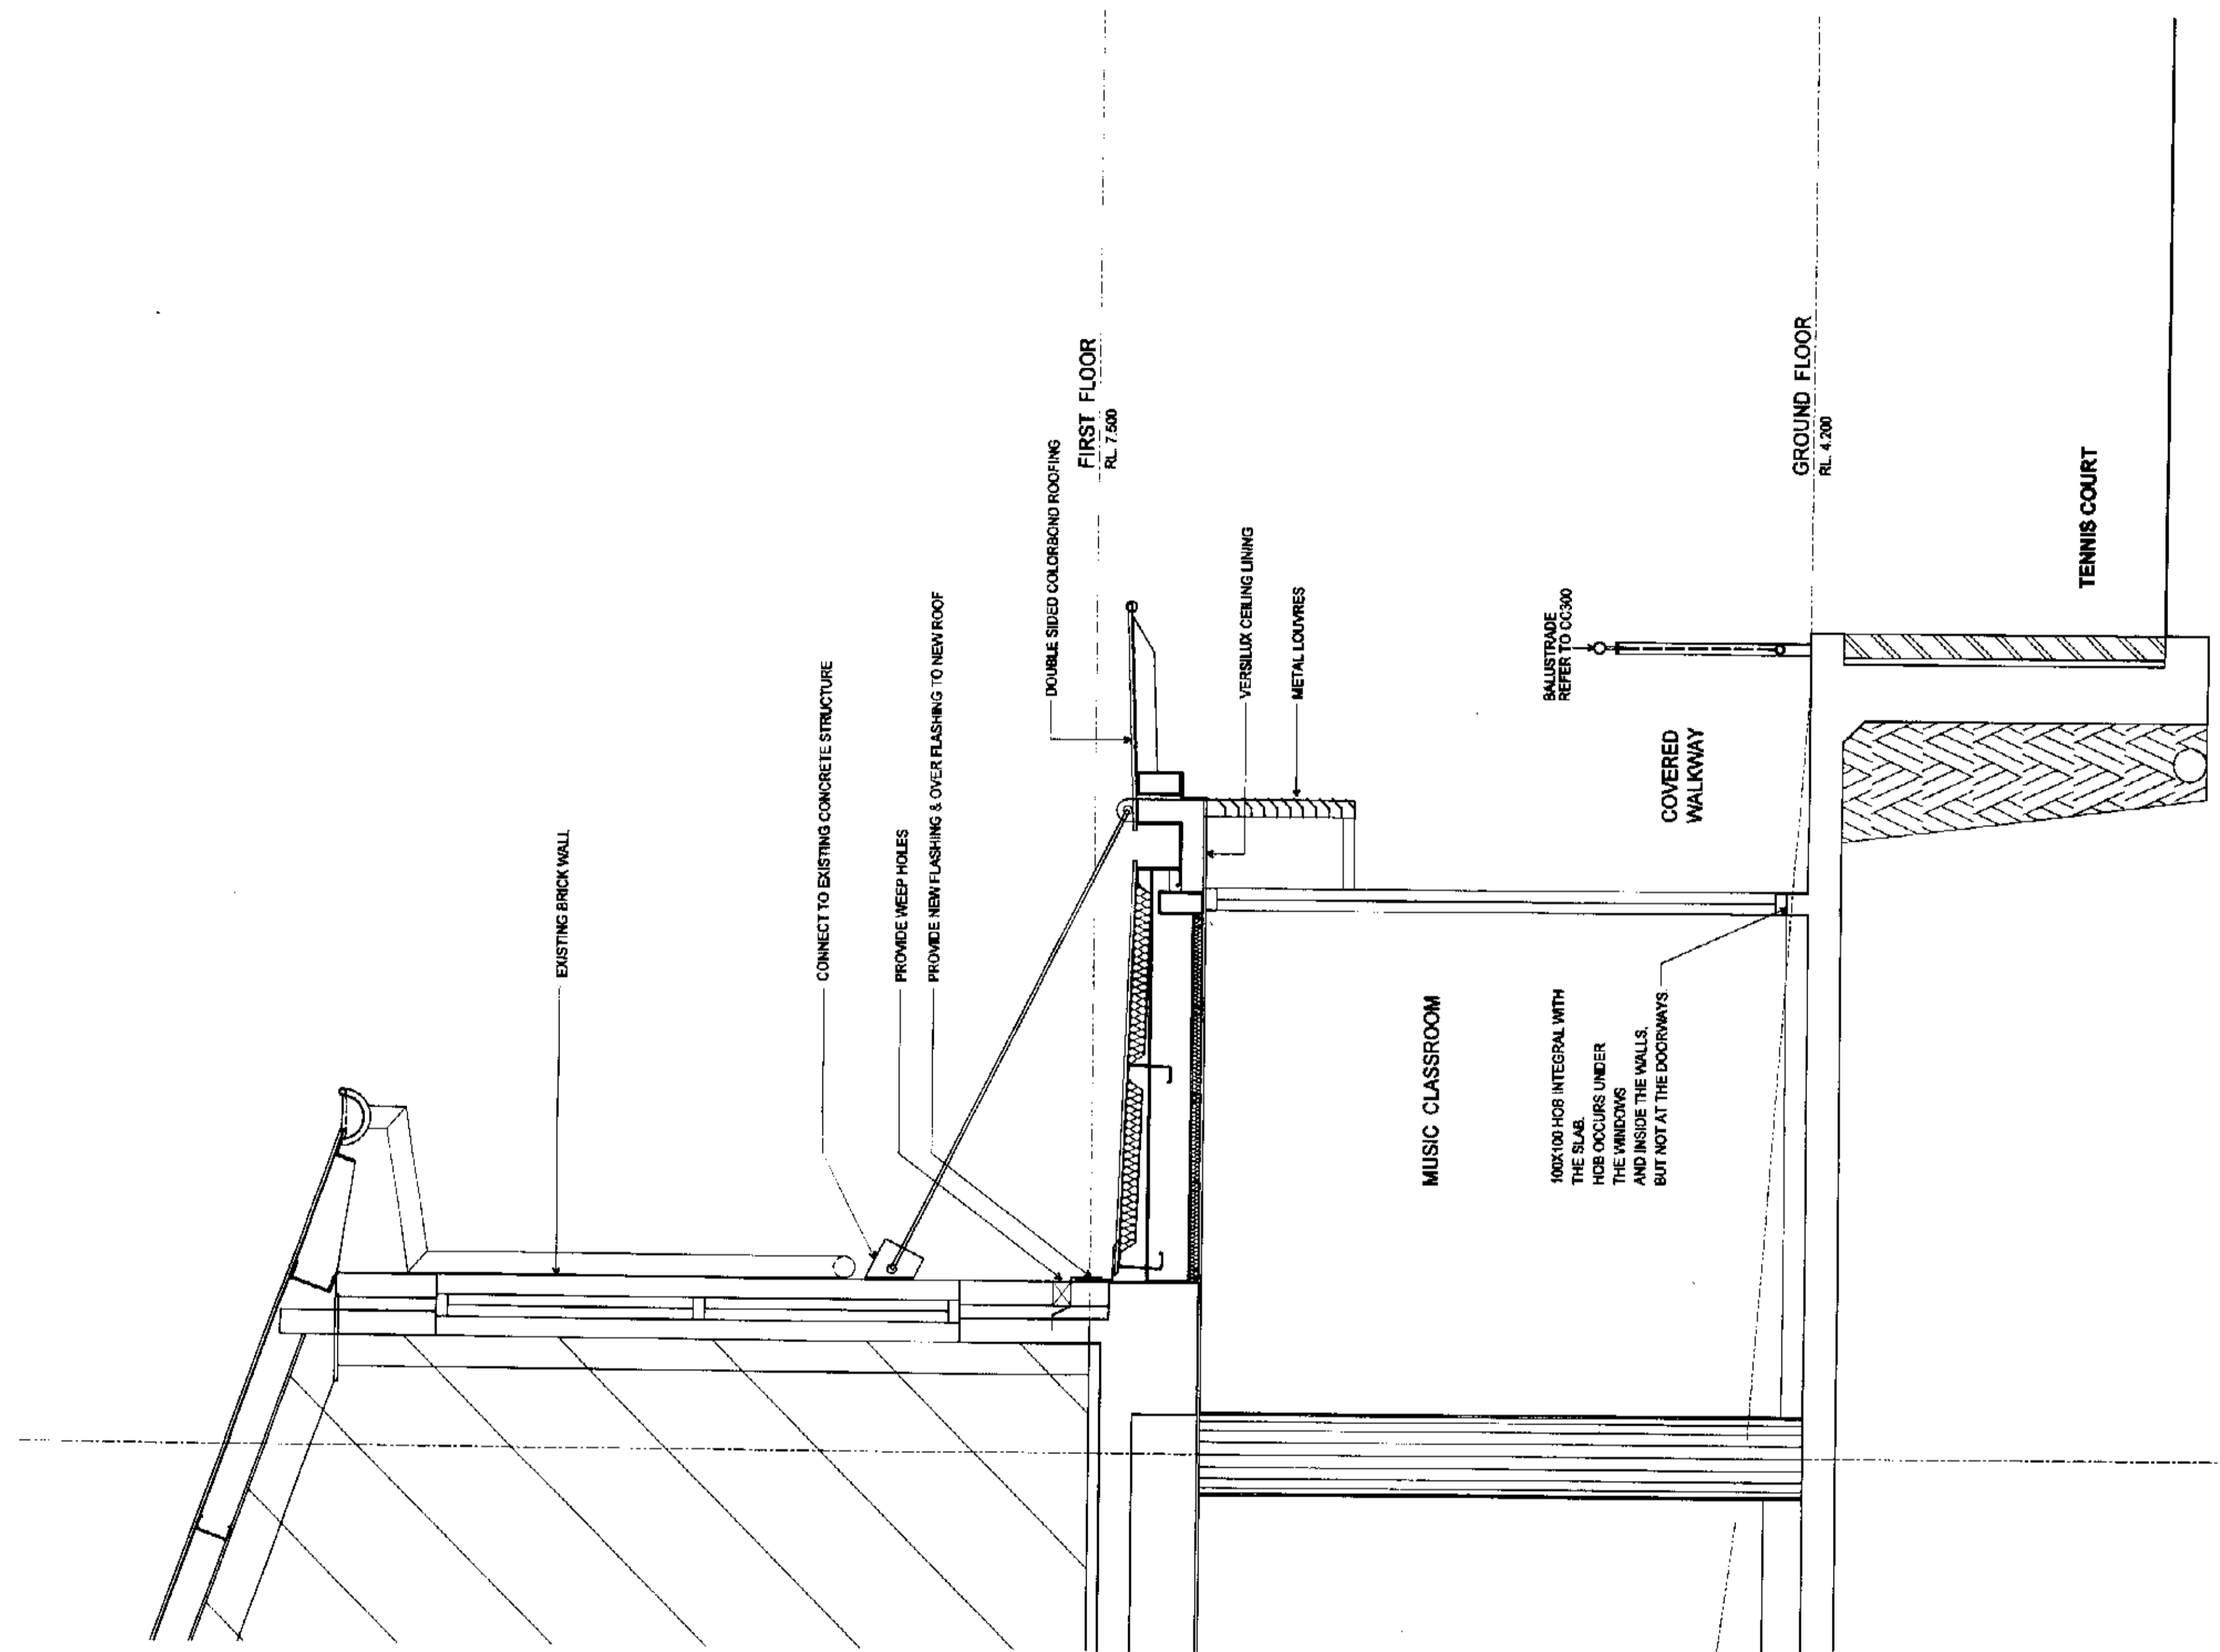 EXISTING BRICK WALL
CONNECT TO EXISTING CONCRETE STRUCTURE
PROVIDE WEEP HOLES
PROVIDE NEW FLASHING & OVER FLASHING TO NEW ROOF
DOUBLE SIDED COLORBOND ROOFING
FIRST FLOOR
RL. 7.500
VERSILUX CEILING LINING
METAL LOUVRES
MUSIC CLASSROOM
100X100 HOB INTEGRAL WITH
THE SLAB.
HOB OCCURS UNDER
THE WINDOWS
AND INSIDE THE WALLS,
BUT NOT AT THE DOORWAYS.
BALUSTRADE
REFER TO CC300
COVERED
WALKWAY
GROUND FLOOR
RL. 4.200
TENNIS COURT